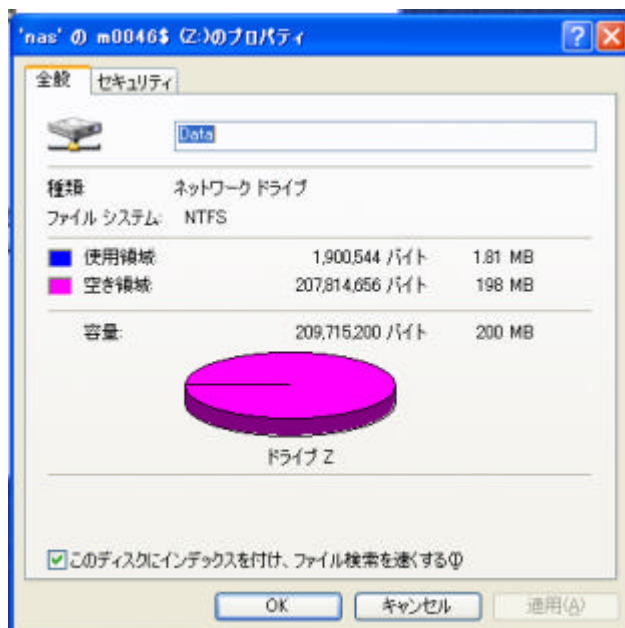 'nas' の m0046$ (Z:)のプロパティ
全般 セキュリティ
Data
種類: ネットワーク ドライブ
ファイル システム: NTFS
使用領域: 1,900,544 バイト 1.81 MB
空き領域: 207,814,656 バイト 198 MB
容量: 209,715,200 バイト 200 MB
ドライブ Z
このディスクにインデックスを付け、ファイル検索を速くする(I)
OK キャンセル 適用(A)